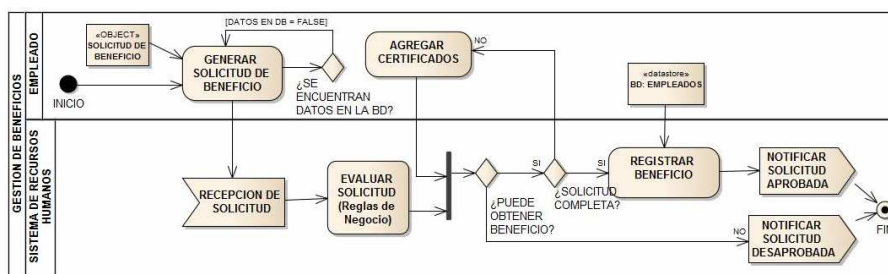 GESTION DE BENEFICIOS
EMPLEADO
«OBJECT»
SOLICITUD DE
BENEFICIO
INICIO
[DATOS EN DB = FALSE]
GENERAR
SOLICITUD DE
BENEFICIO
¿SE
ENCUENTRAN
DATOS EN LA BD?
AGREGAR
CERTIFICADOS
NO
«datastore»
BD: EMPLEADOS
SISTEMA DE RECURSOS
HUMANOS
RECEPCION DE
SOLICITUD
EVALUAR
SOLICITUD
(Reglas de
Negocio)
¿PUEDE
OBTENER
BENEFICIO?
SI
¿SOLICITUD
COMPLETA?
SI
REGISTRAR
BENEFICIO
NOTIFICAR
SOLICITUD
APROBADA
NO
NOTIFICAR
SOLICITUD
DESAPROBADA
FIN